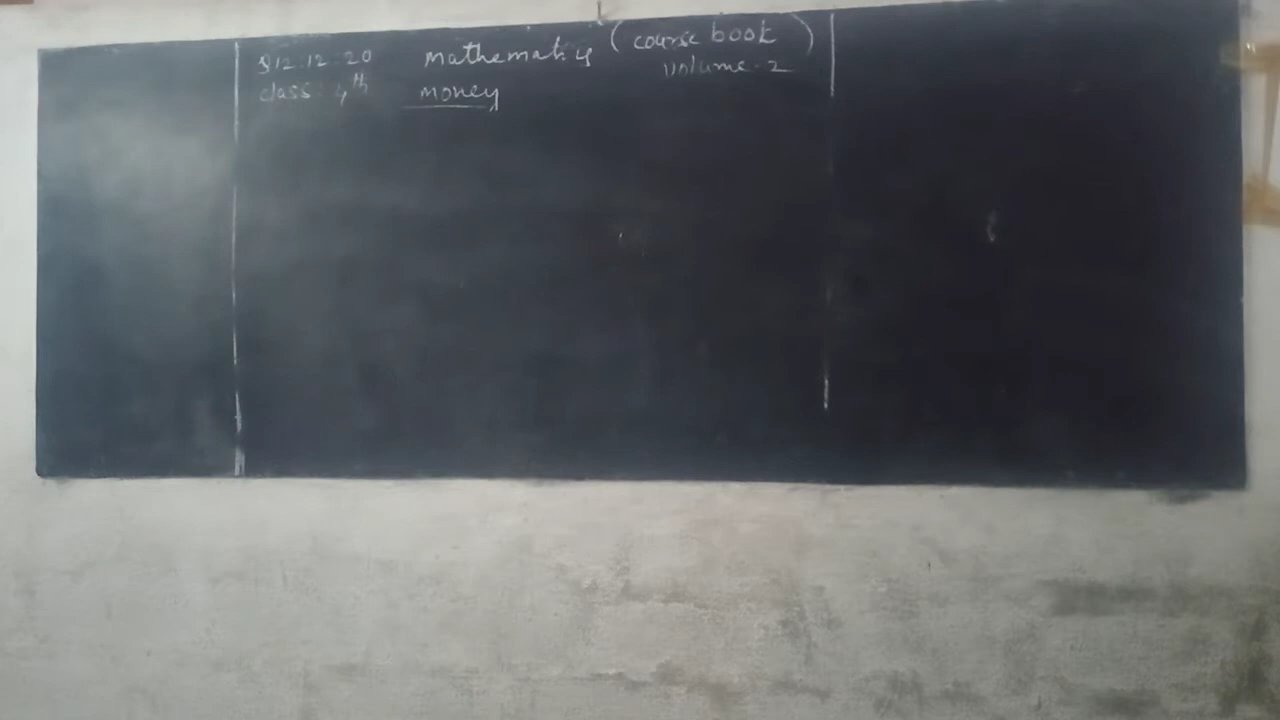 12.12.20 Mathematics (course book
volume-2)
class: 4th money